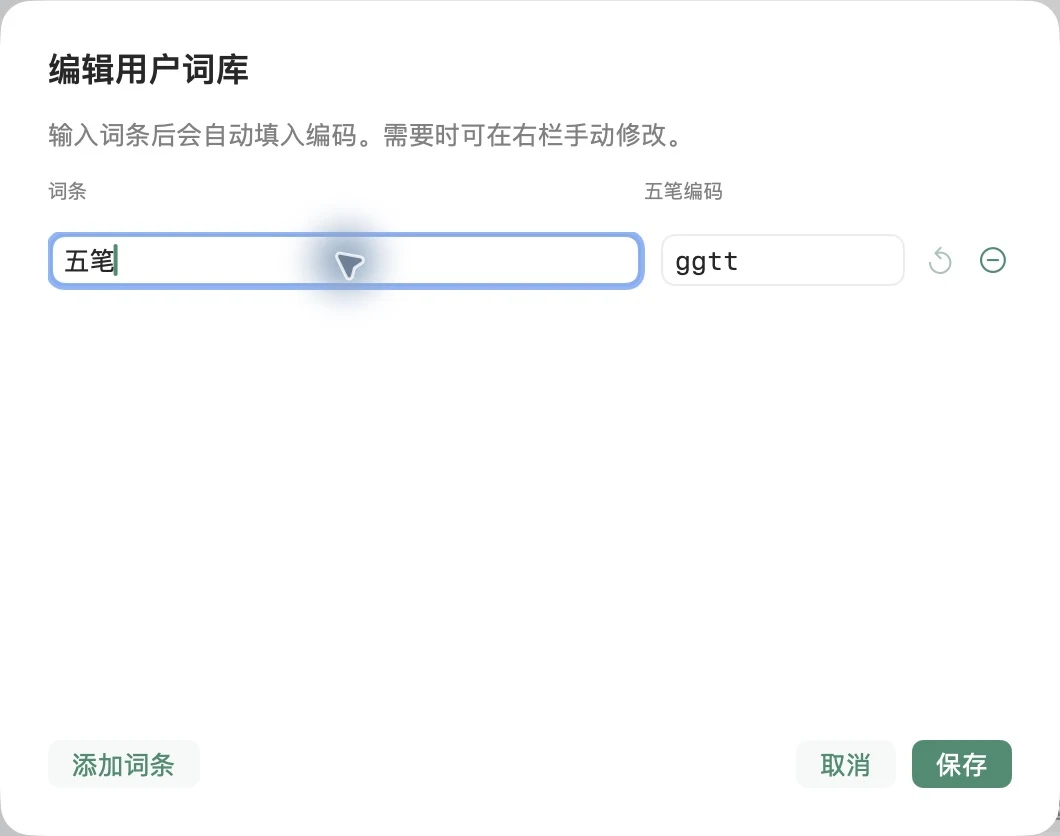 编辑用户词库
输入词条后会自动填入编码。需要时可在右栏手动修改。
词条 五笔编码
五笔 ggtt
添加词条 取消 保存